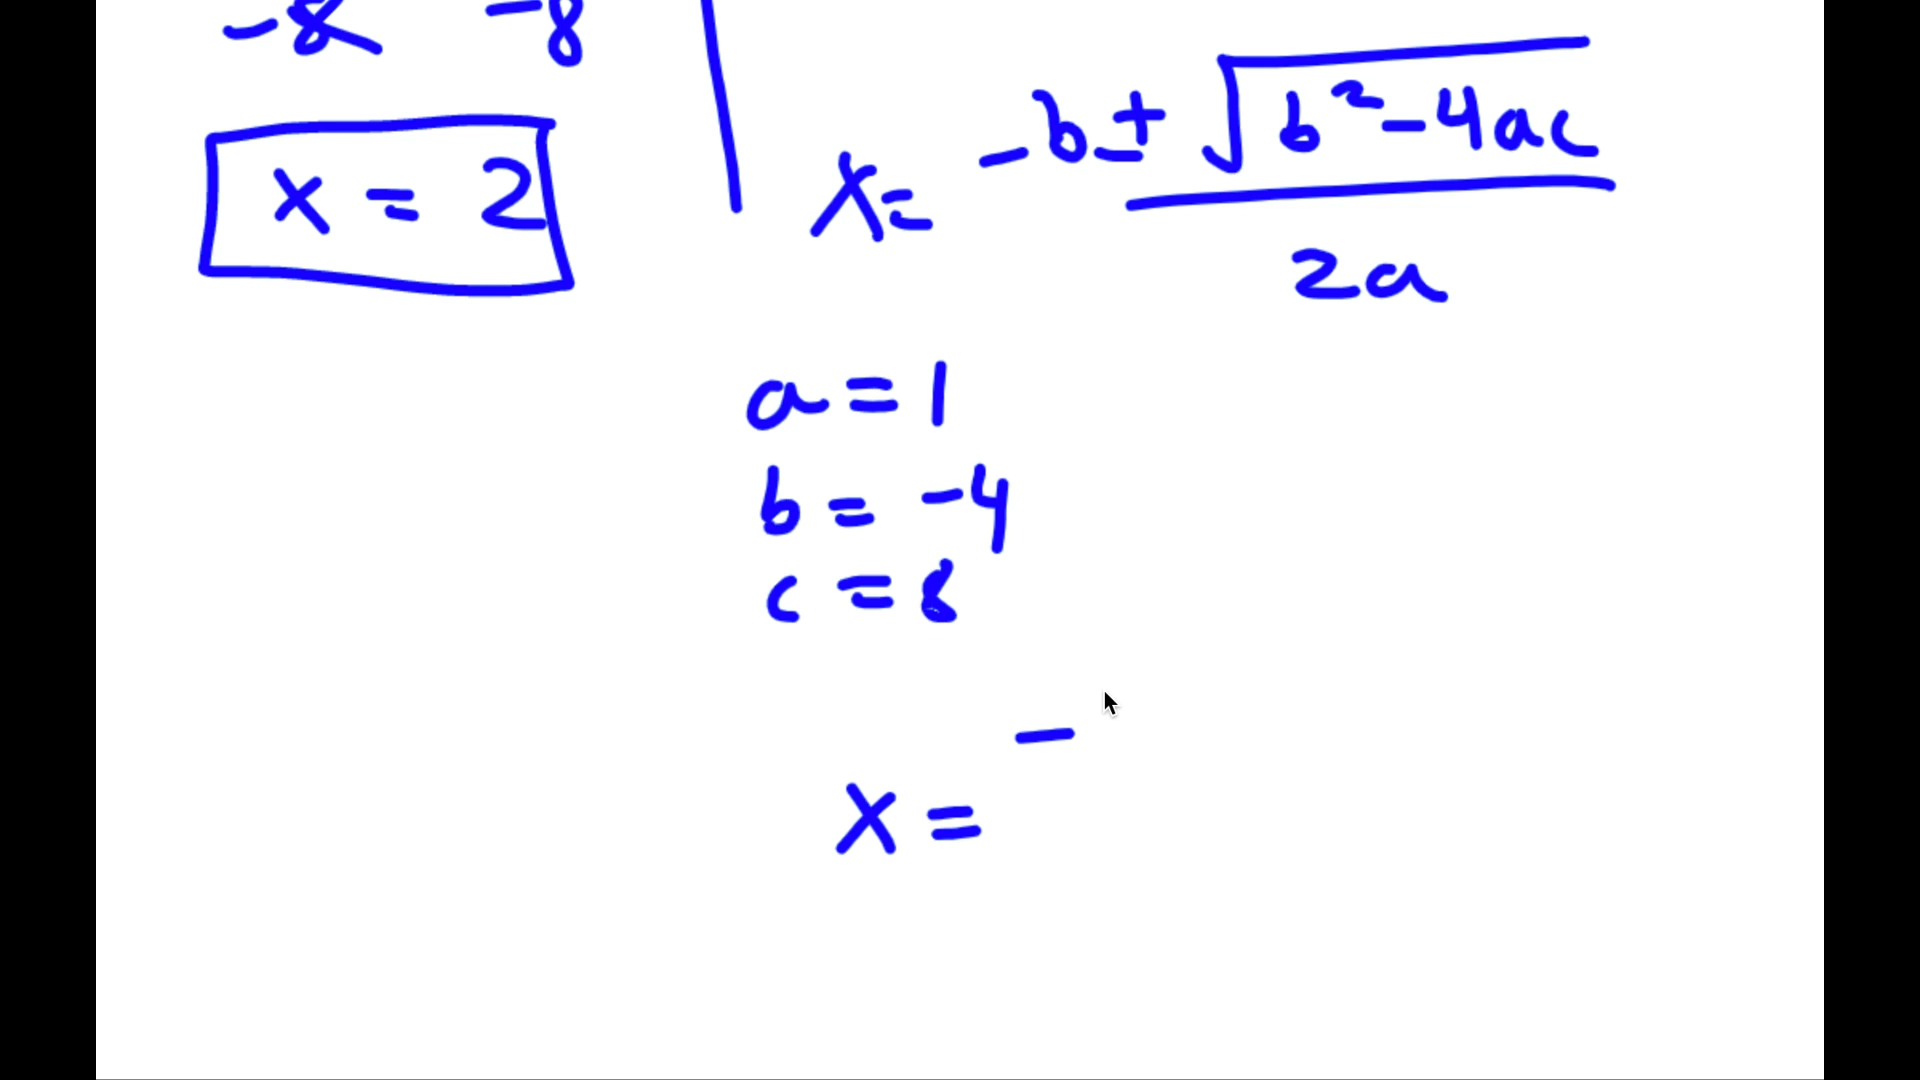 -8 -8
x = 2
x = -b ± √b² - 4ac
2a
a = 1
b = -4
c = 8
-
x =